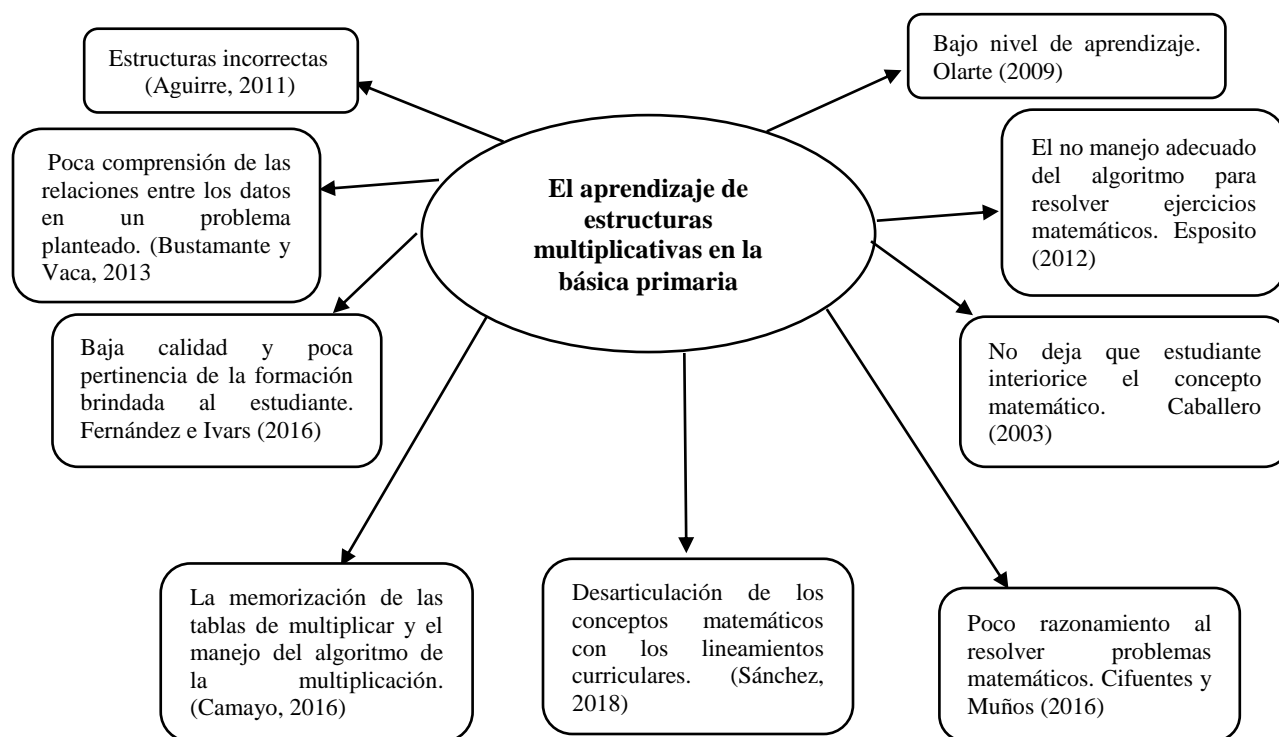 Estructuras incorrectas
(Aguirre, 2011)
Bajo nivel de aprendizaje.
Olarte (2009)
Poca comprensión de las
relaciones entre los datos
en un problema
planteado. (Bustamante y
Vaca, 2013
El aprendizaje de
estructuras
multiplicativas en la
básica primaria
El no manejo adecuado
del algoritmo para
resolver ejercicios
matemáticos. Esposito
(2012)
Baja calidad y poca
pertinencia de la formación
brindada al estudiante.
Fernández e Ivars (2016)
No deja que estudiante
interiorice el concepto
matemático. Caballero
(2003)
La memorización de las
tablas de multiplicar y el
manejo del algoritmo de
la multiplicación.
(Camayo, 2016)
Desarticulación de los
conceptos matemáticos
con los lineamientos
curriculares. (Sánchez,
2018)
Poco razonamiento al
resolver problemas
matemáticos. Cifuentes y
Muños (2016)